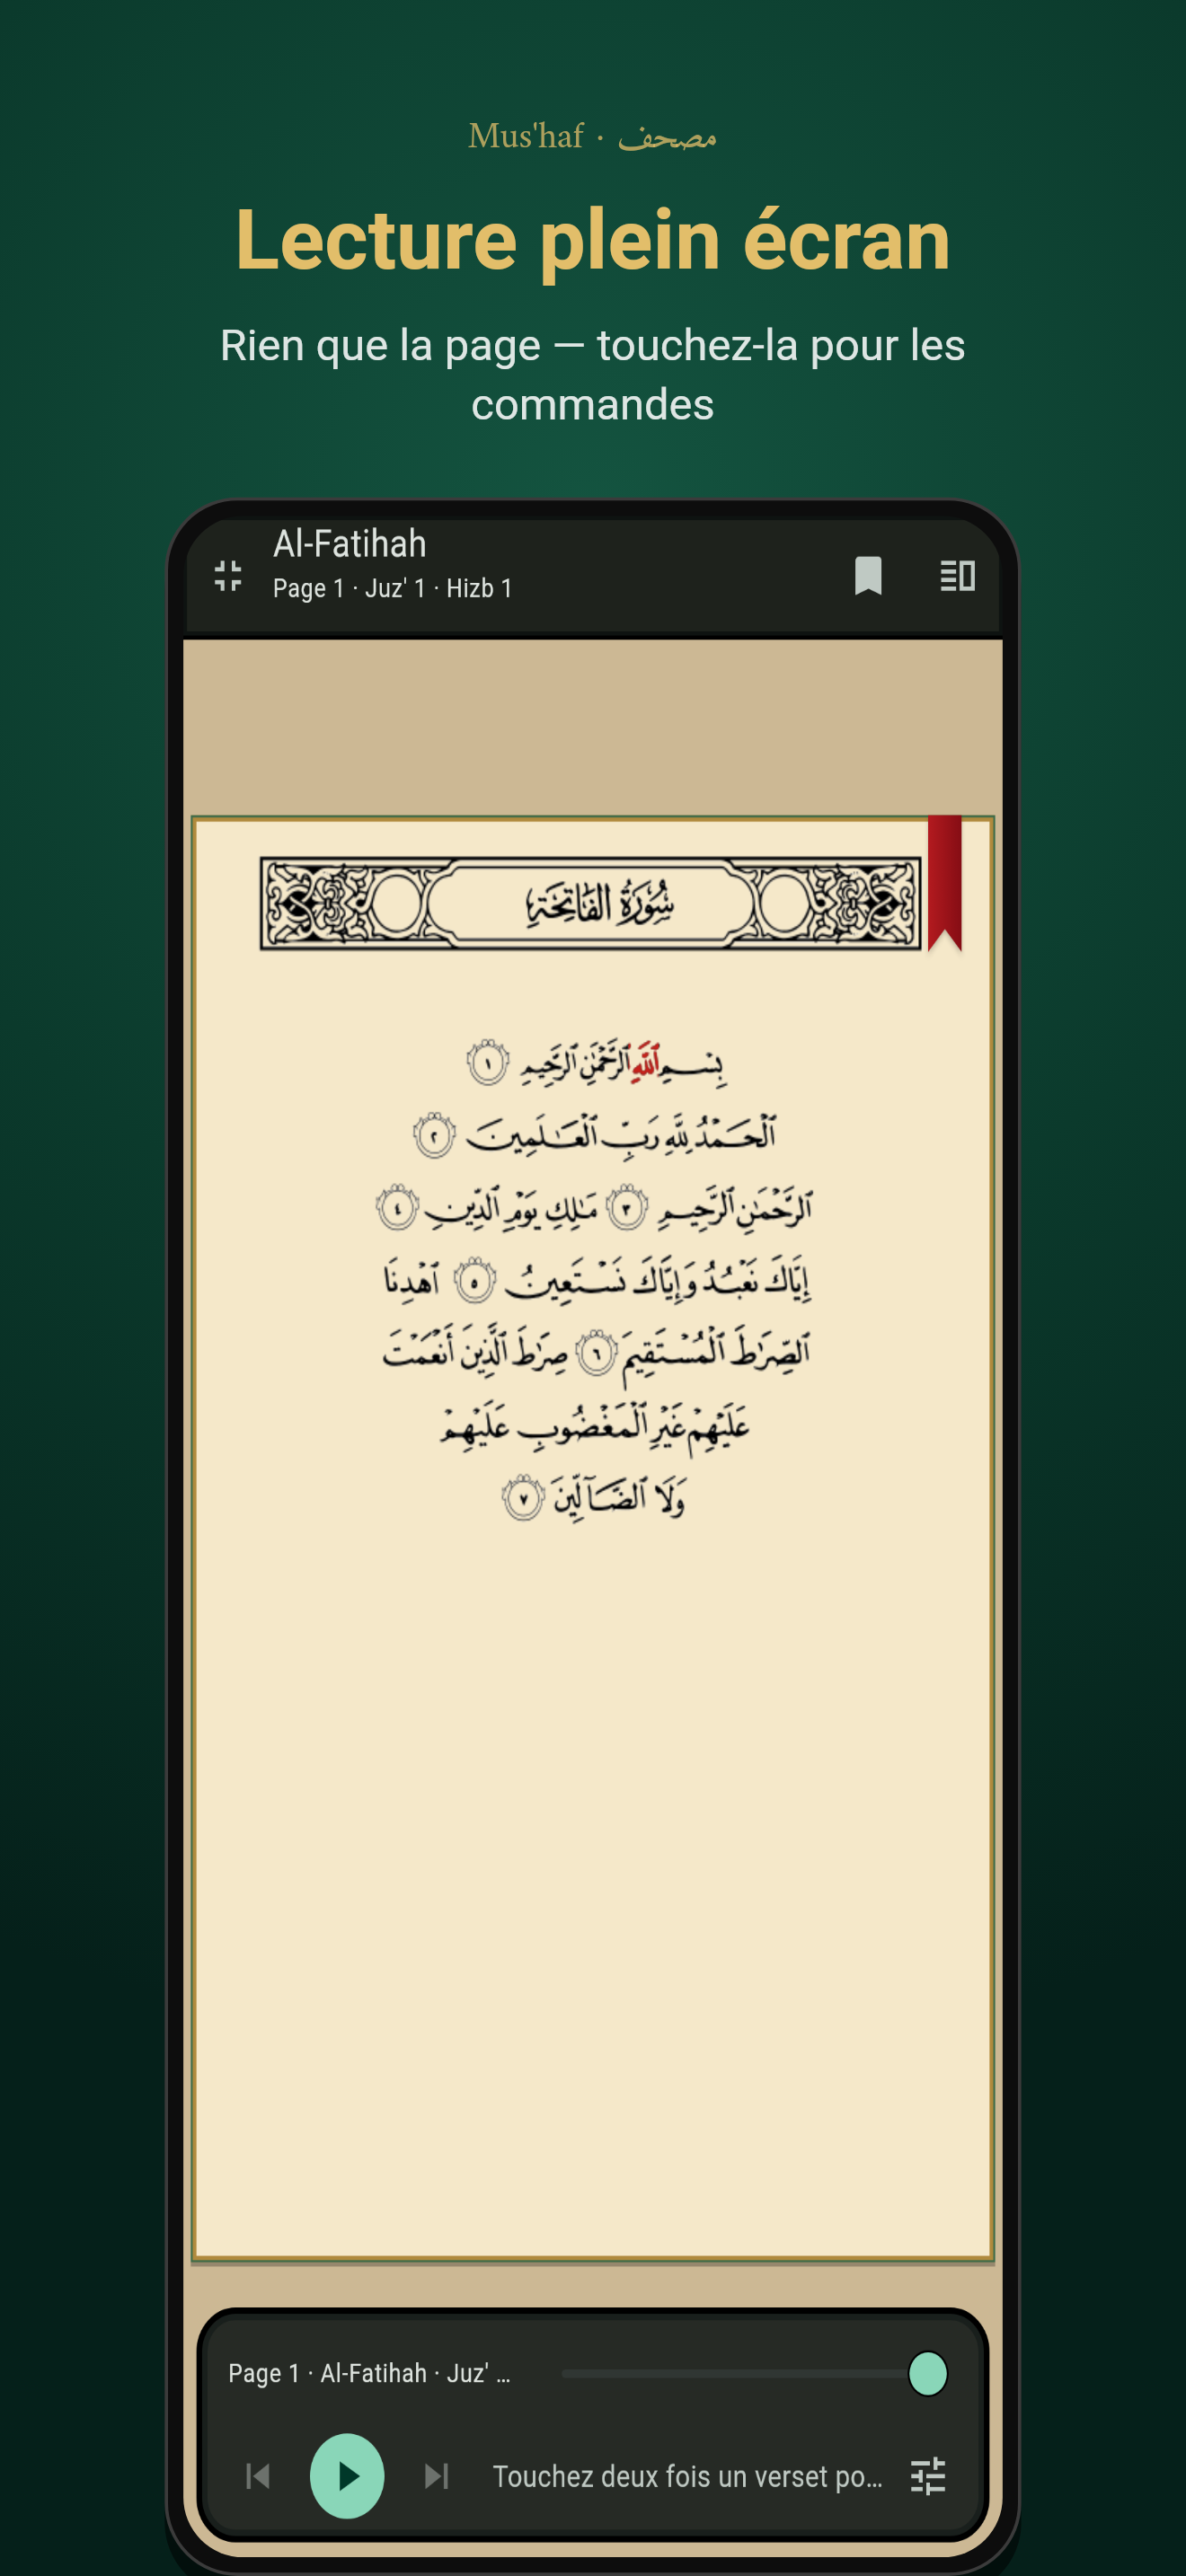 Mus'haf · مصحف
Lecture plein écran
Rien que la page — touchez-la pour les
commandes
Al-Fatihah
Page 1 · Juz' 1 · Hizb 1
سُورَةُ الفَاتِحَةِ
بِسْمِ ٱللَّهِ ٱلرَّحْمَٰنِ ٱلرَّحِيمِ ١
ٱلْحَمْدُ لِلَّهِ رَبِّ ٱلْعَٰلَمِينَ ٢
ٱلرَّحْمَٰنِ ٱلرَّحِيمِ ٣ مَٰلِكِ يَوْمِ ٱلدِّينِ ٤
إِيَّاكَ نَعْبُدُ وَإِيَّاكَ نَسْتَعِينُ ٥ ٱهْدِنَا
ٱلصِّرَٰطَ ٱلْمُسْتَقِيمَ ٦ صِرَٰطَ ٱلَّذِينَ أَنْعَمْتَ
عَلَيْهِمْ غَيْرِ ٱلْمَغْضُوبِ عَلَيْهِمْ
وَلَا ٱلضَّآلِّينَ ٧
Page 1 · Al-Fatihah · Juz' ...
Touchez deux fois un verset po...